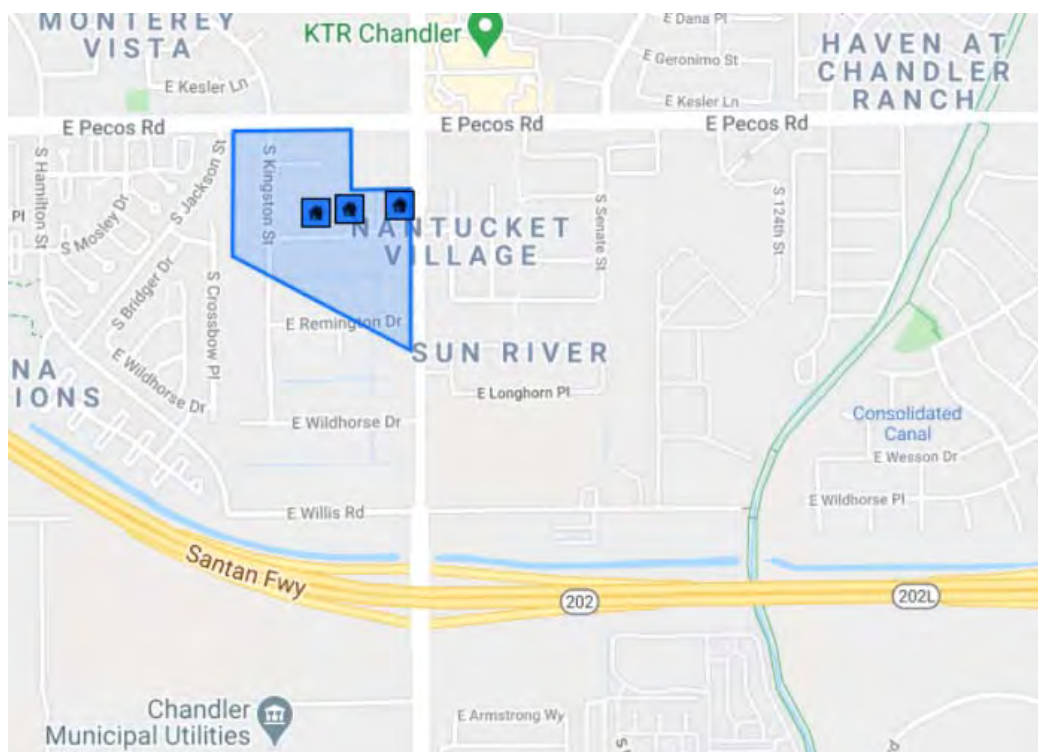 MONTEREY
VISTA
KTR Chandler
E Dana Pl
E Geronimo St
HAVEN AT
CHANDLER
RANCH
E Kesler Ln
E Kesler Ln
E Pecos Rd
E Pecos Rd
E Pecos Rd
S Hamilton St
S Mosley Dr
S Jackson St
S Kingston St
Pl
NANTUCKET
VILLAGE
S Senate St
S 124th St
S Bridger Dr
S Crossbow Pl
E Remington Dr
SUN RIVER
NA
IONS
E Wildhorse Dr
E Longhorn Pl
E Wildhorse Dr
Consolidated
Canal
E Wesson Dr
E Wildhorse Pl
E Willis Rd
Santan Fwy
202
202L
Chandler
Municipal Utilities
E Armstrong Wy